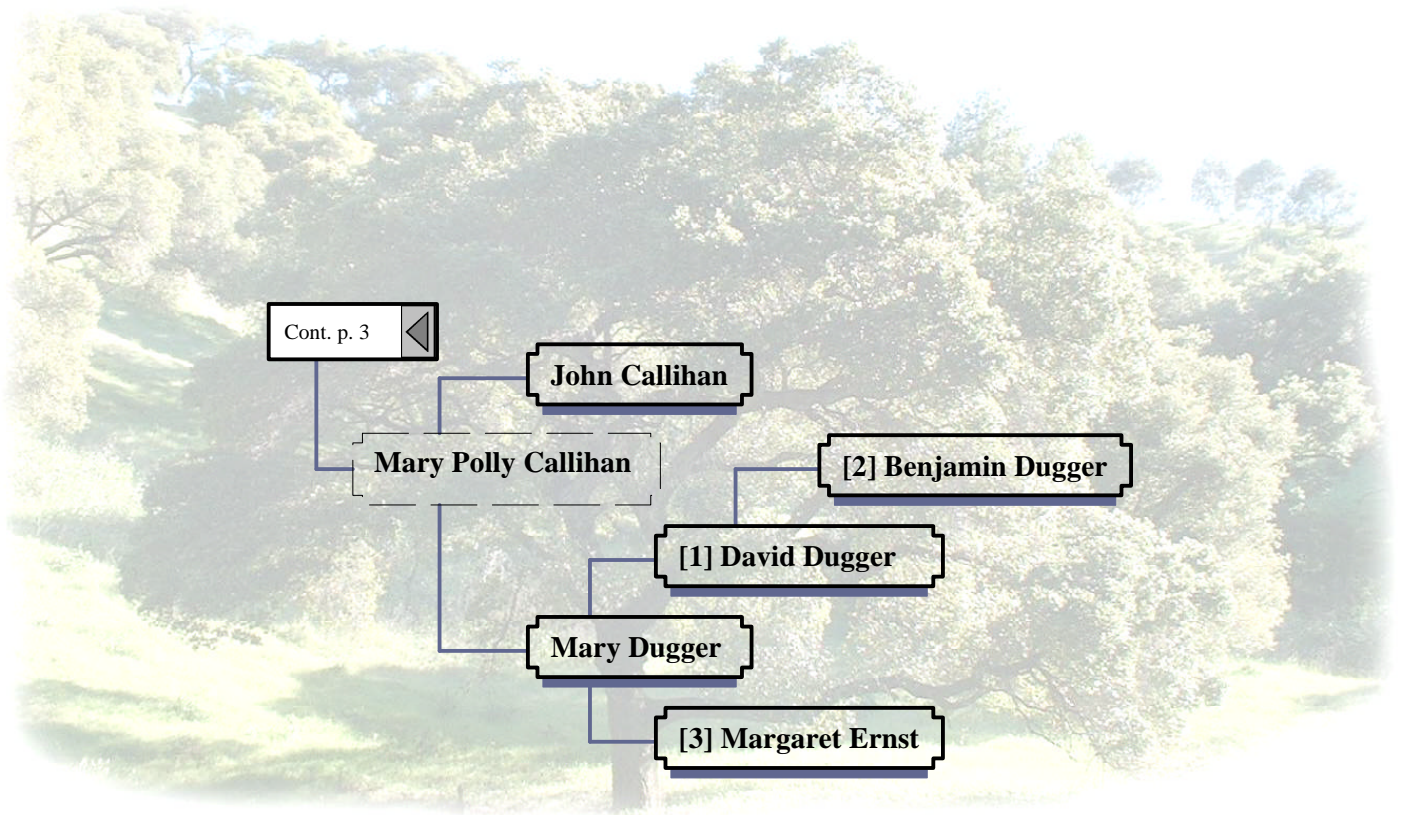 Cont. p. 3
John Callihan
Mary Polly Callihan
[2] Benjamin Dugger
[1] David Dugger
Mary Dugger
[3] Margaret Ernst